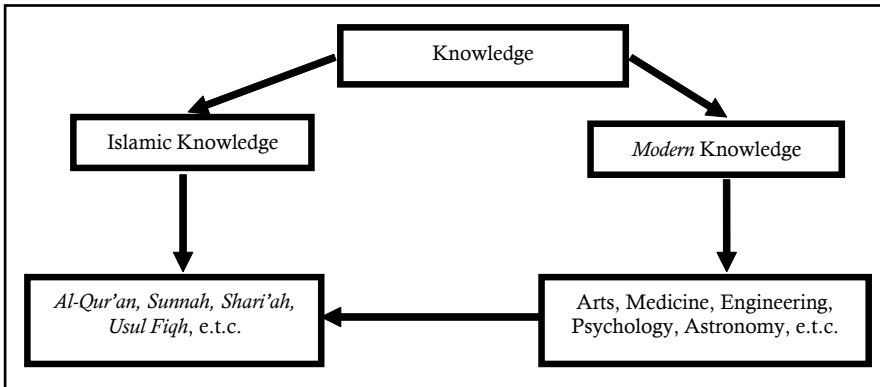 Knowledge
Islamic Knowledge
Modern Knowledge
Al-Qur’an, Sunnah, Shari’ah,
Usul Fiqh, e.t.c.
Arts, Medicine, Engineering,
Psychology, Astronomy, e.t.c.